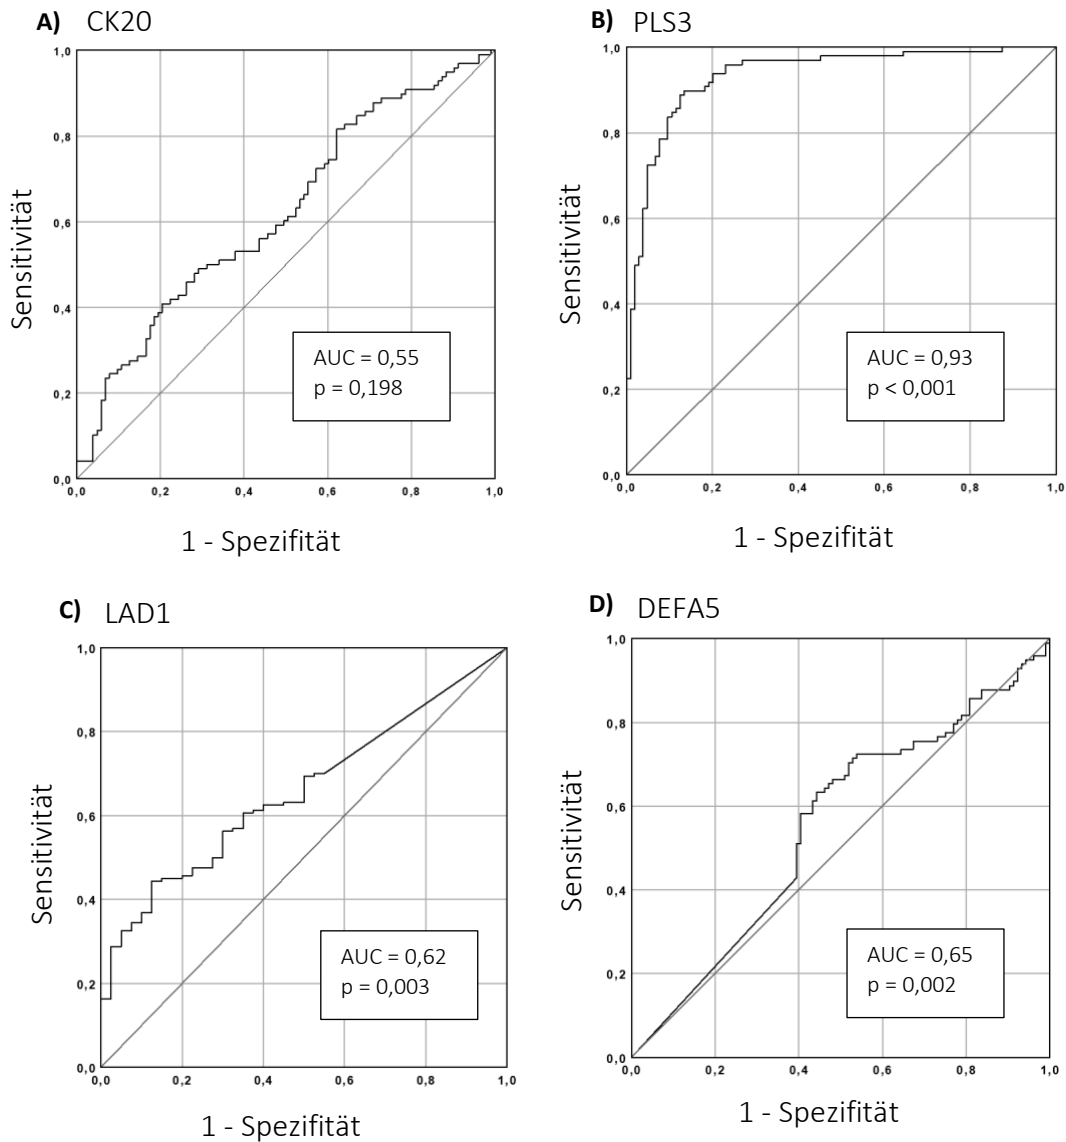 A) CK20
1,0
0,8
0,6
0,4
0,2
0,0
Sensitivität
AUC = 0,55
p = 0,198
0,0 0,2 0,4 0,6 0,8 1,0
1 - Spezifität
B) PLS3
1,0
0,8
0,6
0,4
0,2
0,0
Sensitivität
AUC = 0,93
p < 0,001
0,0 0,2 0,4 0,6 0,8 1,0
1 - Spezifität
C) LAD1
1,0
0,8
0,6
0,4
0,2
0,0
Sensitivität
AUC = 0,62
p = 0,003
0,0 0,2 0,4 0,6 0,8 1,0
1 - Spezifität
D) DEFA5
1,0
0,8
0,6
0,4
0,2
0,0
Sensitivität
AUC = 0,65
p = 0,002
0,0 0,2 0,4 0,6 0,8 1,0
1 - Spezifität